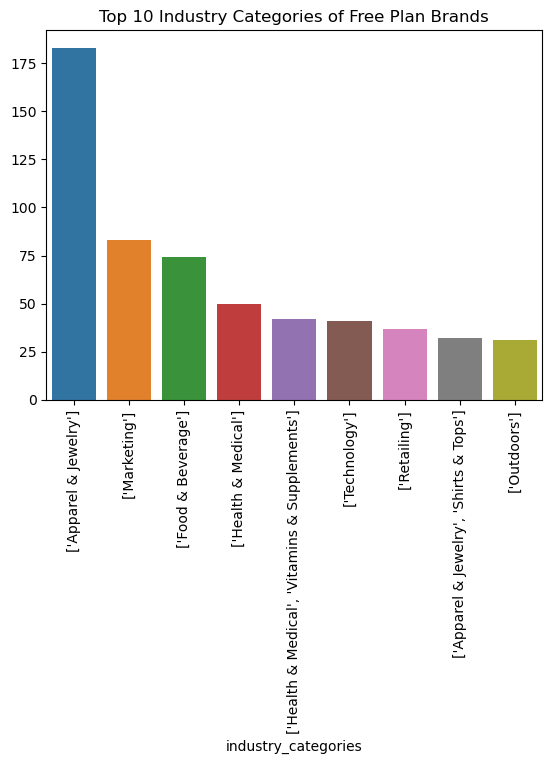 Top 10 Industry Categories of Free Plan Brands
175
150
125
100
75
50
25
0
['Apparel & Jewelry']
['Marketing']
['Food & Beverage']
['Health & Medical']
['Health & Medical', 'Vitamins & Supplements']
['Technology']
['Retailing']
['Apparel & Jewelry', 'Shirts & Tops']
['Outdoors']
industry_categories